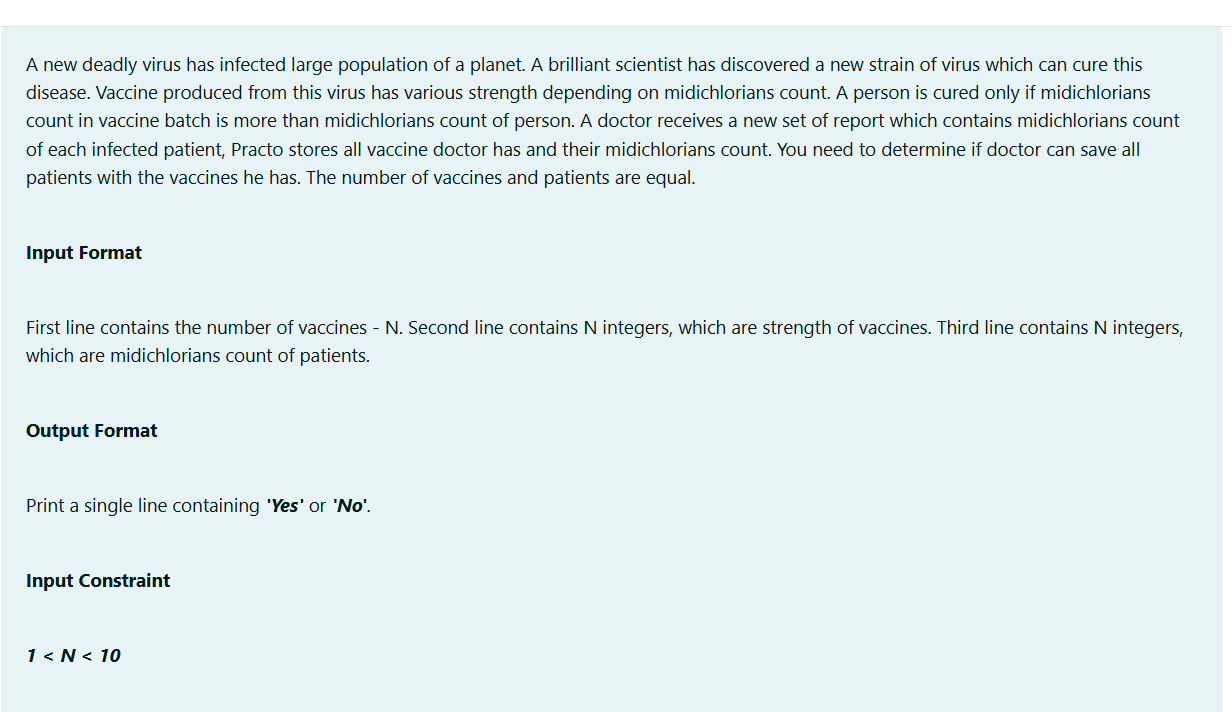 A new deadly virus has infected large population of a planet. A brilliant scientist has discovered a new strain of virus which can cure this
disease. Vaccine produced from this virus has various strength depending on midichlorians count. A person is cured only if midichlorians
count in vaccine batch is more than midichlorians count of person. A doctor receives a new set of report which contains midichlorians count
of each infected patient, Practo stores all vaccine doctor has and their midichlorians count. You need to determine if doctor can save all
patients with the vaccines he has. The number of vaccines and patients are equal.
Input Format
First line contains the number of vaccines - N. Second line contains N integers, which are strength of vaccines. Third line contains N integers,
which are midichlorians count of patients.
Output Format
Print a single line containing 'Yes' or 'No'.
Input Constraint
1 < N < 10